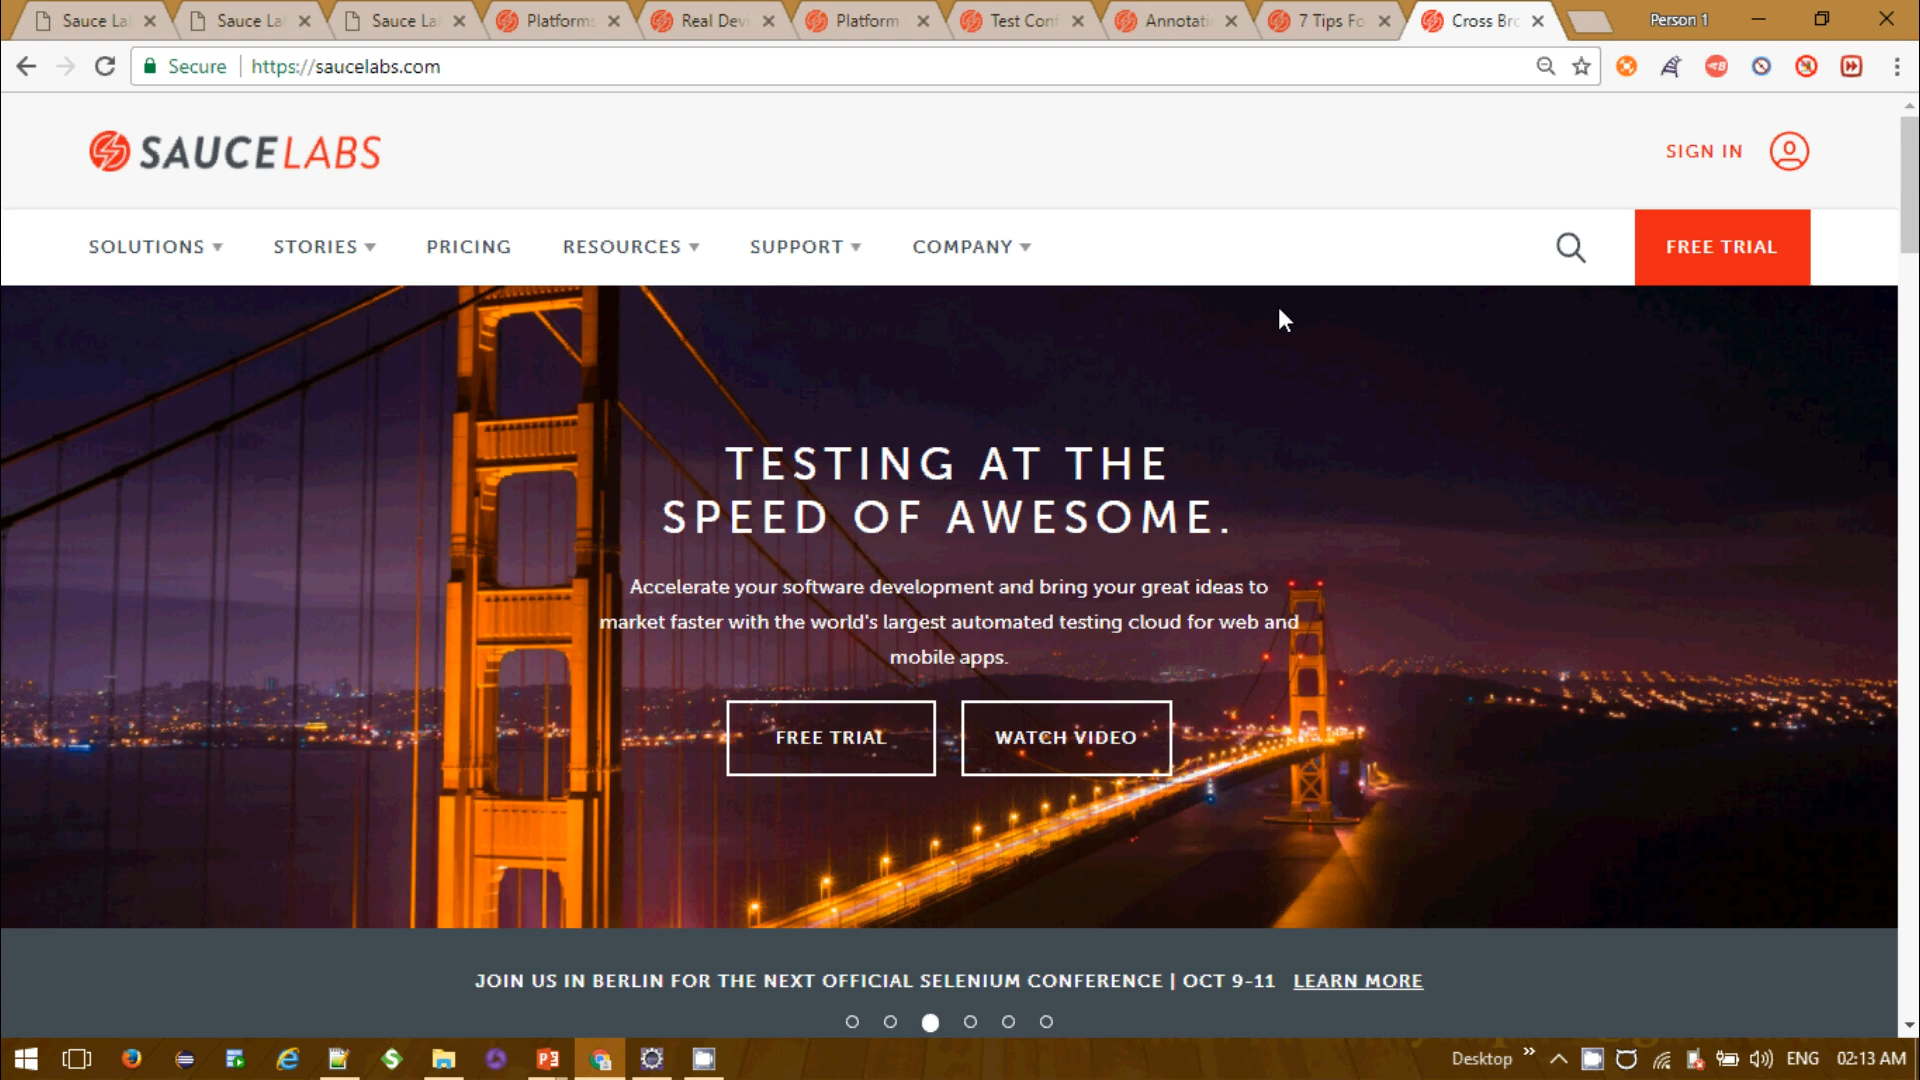 Sauce La
Sauce La
Sauce La
Platforms
Real Devi
Platform
Test Conf
Annotati
7 Tips Fo
Cross Bro
Person 1
Secure
https://saucelabs.com
SAUCELABS
SIGN IN
SOLUTIONS
STORIES
PRICING
RESOURCES
SUPPORT
COMPANY
FREE TRIAL
TESTING AT THE
SPEED OF AWESOME.
Accelerate your software development and bring your great ideas to
market faster with the world's largest automated testing cloud for web and
mobile apps.
FREE TRIAL
WATCH VIDEO
JOIN US IN BERLIN FOR THE NEXT OFFICIAL SELENIUM CONFERENCE | OCT 9-11 LEARN MORE
Desktop
ENG
02:13 AM